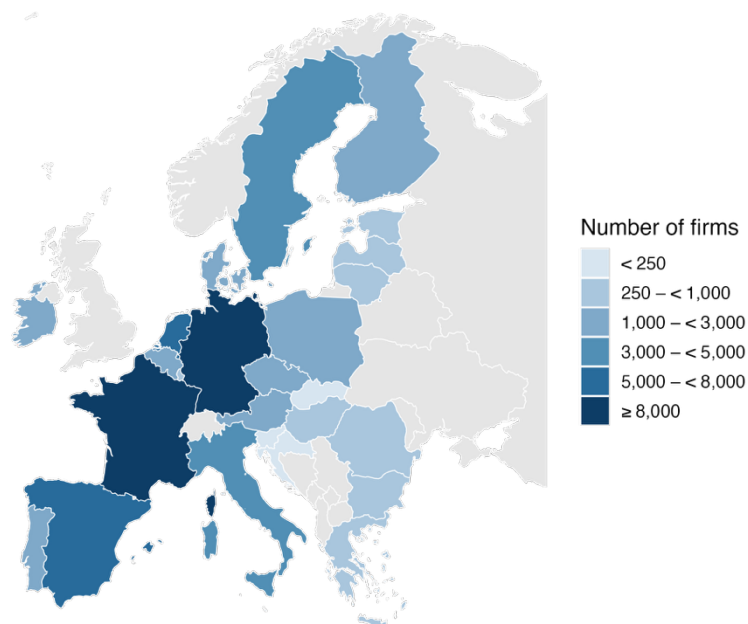 Number of firms
< 250
250 – < 1,000
1,000 – < 3,000
3,000 – < 5,000
5,000 – < 8,000
≥ 8,000